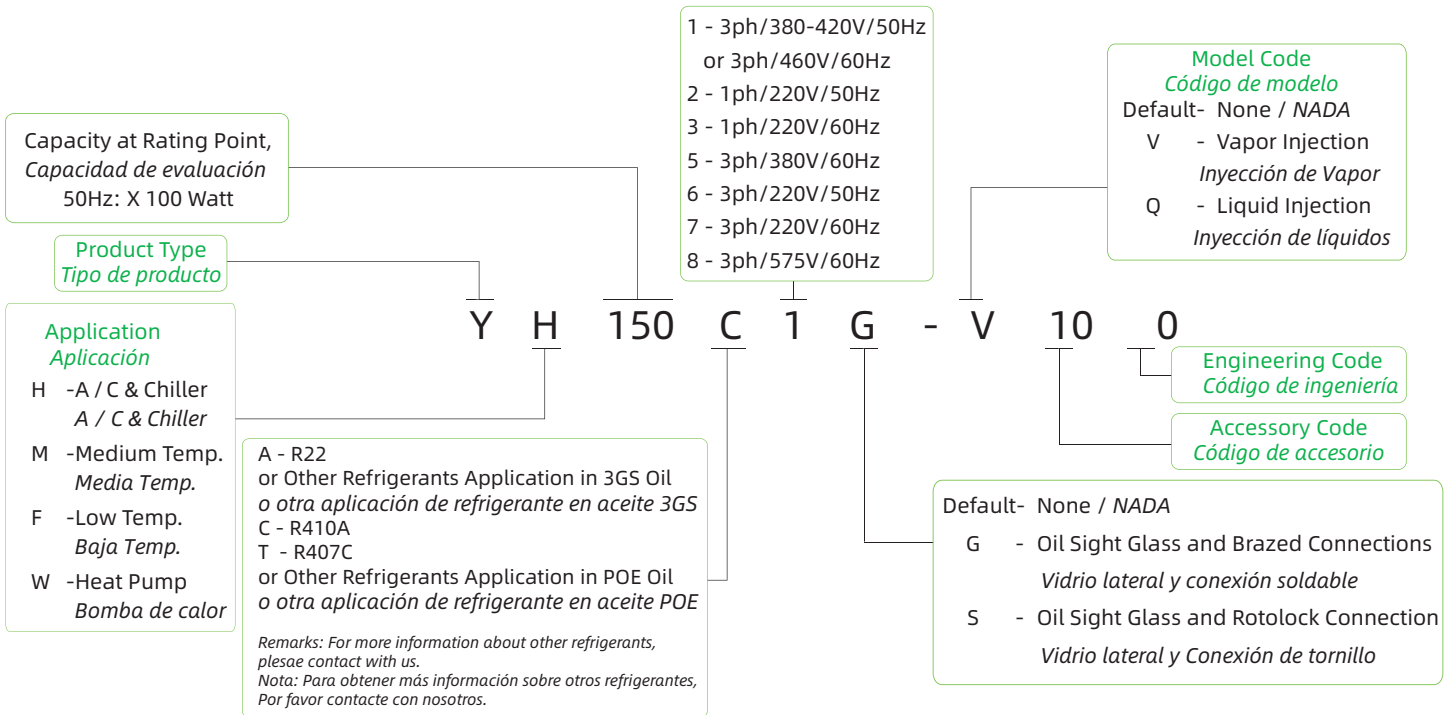 1 - 3ph/380-420V/50Hz
or 3ph/460V/60Hz
2 - 1ph/220V/50Hz
3 - 1ph/220V/60Hz
5 - 3ph/380V/60Hz
6 - 3ph/220V/50Hz
7 - 3ph/220V/60Hz
8 - 3ph/575V/60Hz
Model Code
Código de modelo
Default- None / NADA
V - Vapor Injection
Inyección de Vapor
Q - Liquid Injection
Inyección de líquidos
Capacity at Rating Point,
Capacidad de evaluación
50Hz: X 100 Watt
Product Type
Tipo de producto
Y H 150 C 1 G - V 10 0
Application
Aplicación
H -A / C & Chiller
A / C & Chiller
M -Medium Temp.
Media Temp.
F -Low Temp.
Baja Temp.
W -Heat Pump
Bomba de calor
A - R22
or Other Refrigerants Application in 3GS Oil
o otra aplicación de refrigerante en aceite 3GS
C - R410A
T - R407C
or Other Refrigerants Application in POE Oil
o otra aplicación de refrigerante en aceite POE
Remarks: For more information about other refrigerants,
plesae contact with us.
Nota: Para obtener más información sobre otros refrigerantes,
Por favor contacte con nosotros.
Engineering Code
Código de ingeniería
Accessory Code
Código de accesorio
Default- None / NADA
G - Oil Sight Glass and Brazed Connections
Vidrio lateral y conexión soldable
S - Oil Sight Glass and Rotolock Connection
Vidrio lateral y Conexión de tornillo